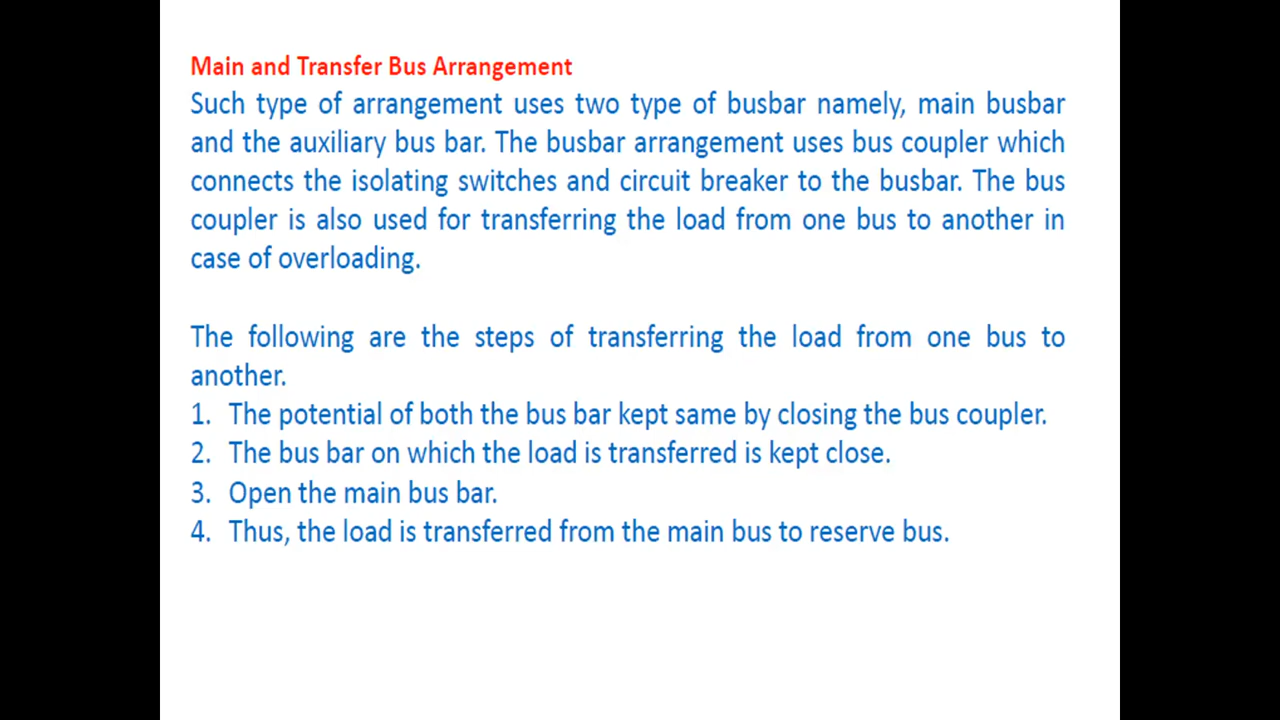 Main and Transfer Bus Arrangement
Such type of arrangement uses two type of busbar namely, main busbar
and the auxiliary bus bar. The busbar arrangement uses bus coupler which
connects the isolating switches and circuit breaker to the busbar. The bus
coupler is also used for transferring the load from one bus to another in
case of overloading.
The following are the steps of transferring the load from one bus to
another.
1. The potential of both the bus bar kept same by closing the bus coupler.
2. The bus bar on which the load is transferred is kept close.
3. Open the main bus bar.
4. Thus, the load is transferred from the main bus to reserve bus.